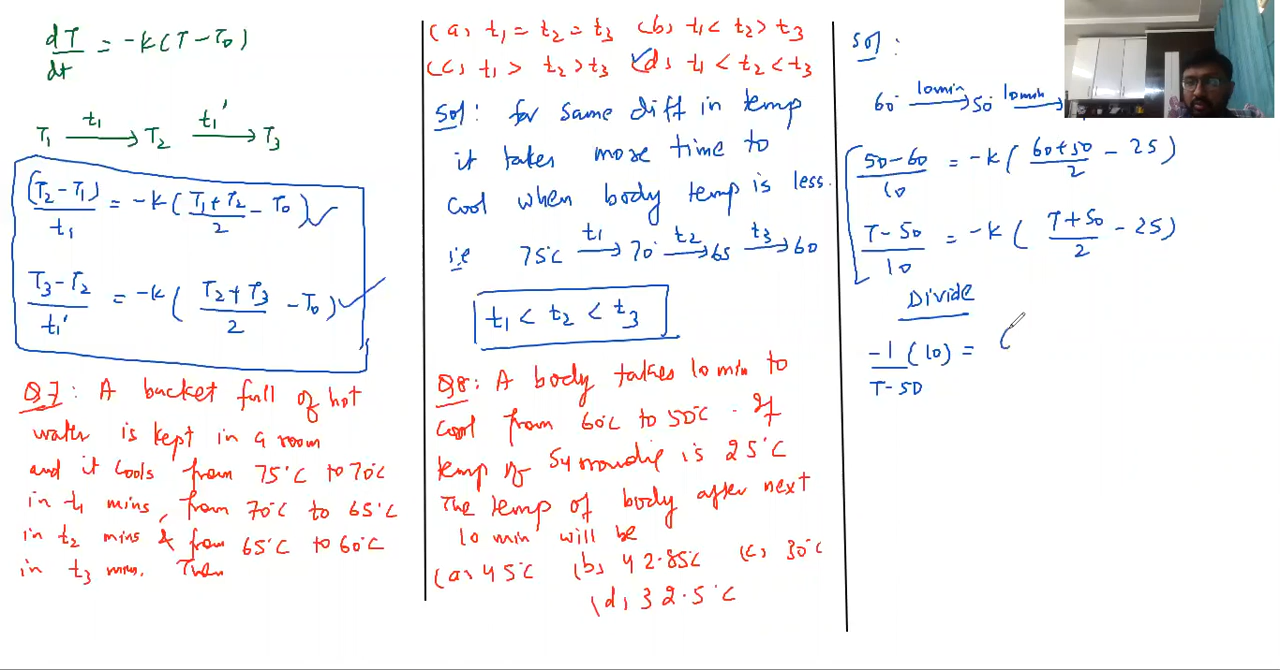 dT/dt = -k(T-T₀)
T₁ —t₁→ T₂ —t₁'→ T₃
(T₂-T₁)/t₁ = -k((T₁+T₂)/2 - T₀) ✓
(T₃-T₂)/t₁' = -k((T₂+T₃)/2 - T₀) ✓
Q7: A bucket full of hot
water is kept in a room
and it cools from 75°C to 70°C
in t₁ mins, from 70°C to 65°C
in t₂ mins & from 65°C to 60°C
in t₃ min. Then
(a) t₁ = t₂ = t₃ (b) t₁ < t₂ > t₃
(c) t₁ > t₂ > t₃ (d) t₁ < t₂ < t₃
Sol: for same diff in temp
it takes more time to
cool when body temp is less.
i.e 75°C —t₁→ 70° —t₂→ 65 —t₃→ 60
t₁ < t₂ < t₃
Q8: A body takes 10 min to
cool from 60°C to 50°C. If
temp of is 25°C
The temp of body after next
10 min will be
(a) 45°C (b) 42.85°C (c) 30°C
(d) 32.5°C
Sol:
60° —10min→ 50° —10min→
(50-60)/10 = -k((60+50)/2 - 25)
(T-50)/10 = -k((T+50)/2 - 25)
Divide
-1/(T-50) (10) = (